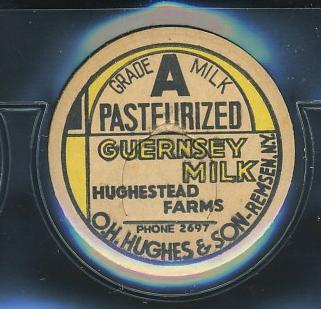 GRADE A MILK
PASTEURIZED
GUERNSEY
MILK
HUGHESTEAD
FARMS
PHONE 2697
O.H. HUGHES & SON-REMSEN, N.Y.